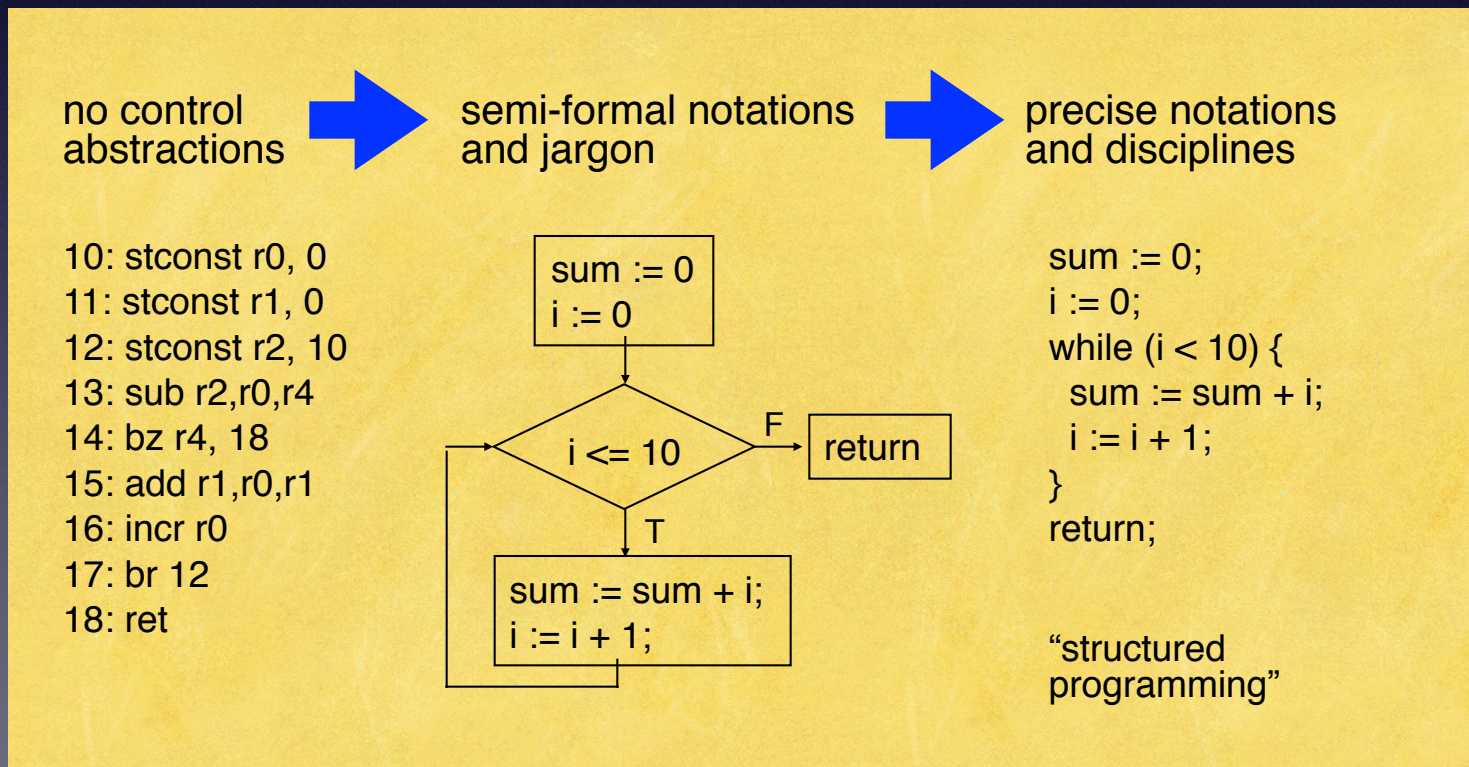 no control
abstractions
semi-formal notations
and jargon
precise notations
and disciplines
10: stconst r0, 0
11: stconst r1, 0
12: stconst r2, 10
13: sub r2,r0,r4
14: bz r4, 18
15: add r1,r0,r1
16: incr r0
17: br 12
18: ret
sum := 0
i := 0
i <= 10
F
return
T
sum := sum + i;
i := i + 1;
sum := 0;
i := 0;
while (i < 10) {
sum := sum + i;
i := i + 1;
}
return;
“structured
programming”